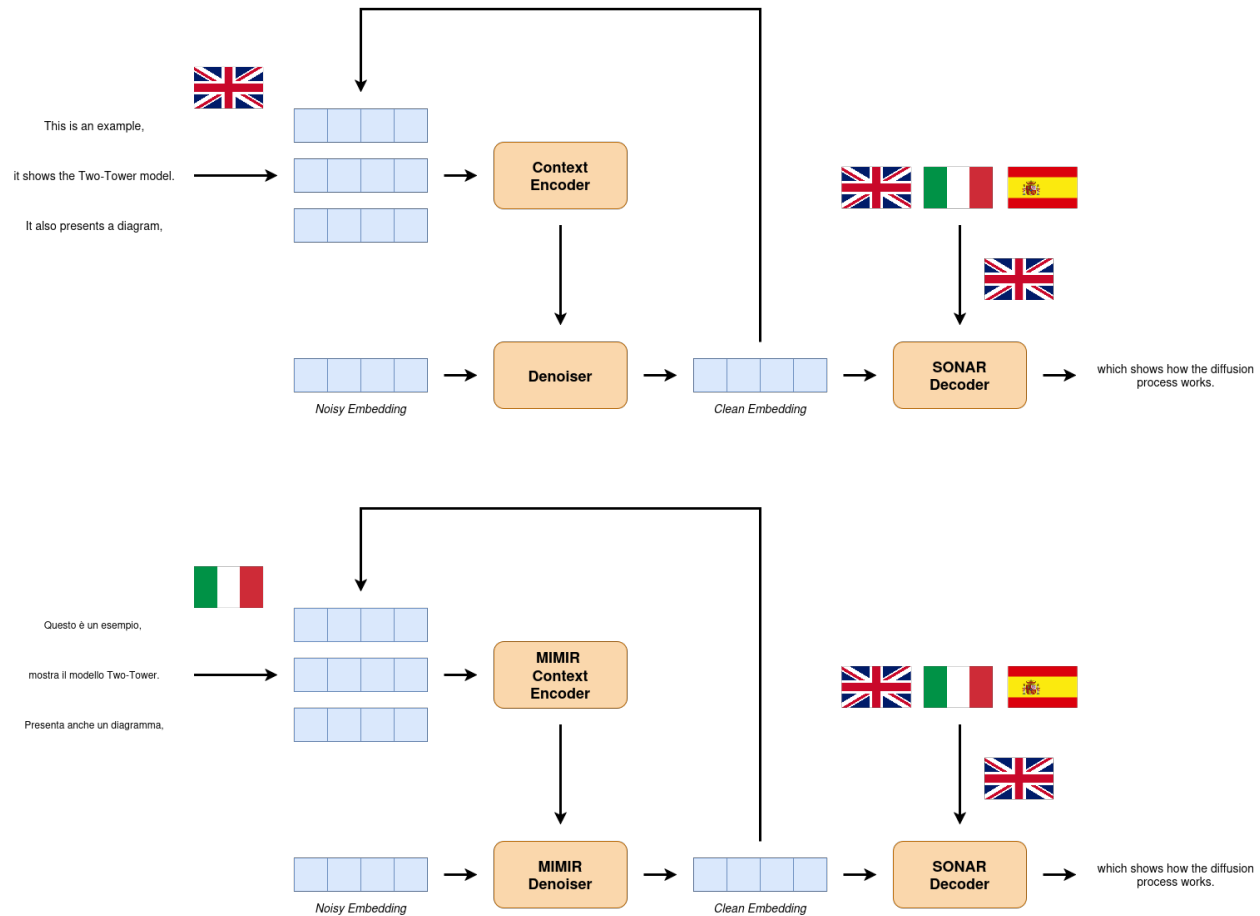 This is an example,
it shows the Two-Tower model.
It also presents a diagram,
Context
Encoder
Noisy Embedding
Denoiser
Clean Embedding
SONAR
Decoder
which shows how the diffusion
process works.
Questo è un esempio,
mostra il modello Two-Tower.
Presenta anche un diagramma,
MIMIR
Context
Encoder
Noisy Embedding
MIMIR
Denoiser
Clean Embedding
SONAR
Decoder
which shows how the diffusion
process works.